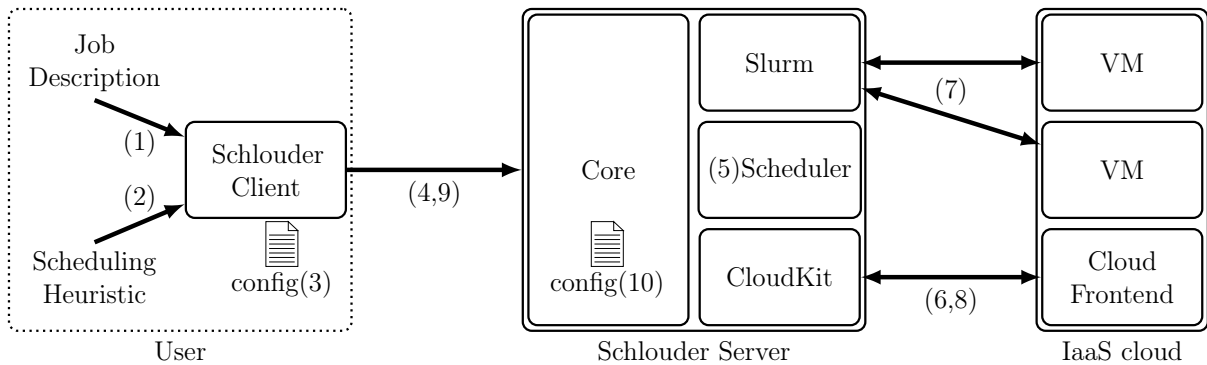 Job
Description
(1)
(2)
Scheduling
Heuristic
Schlouder
Client
config(3)
User
(4,9)
Core
config(10)
Slurm
(5)Scheduler
CloudKit
Schlouder Server
(7)
(6,8)
VM
VM
Cloud
Frontend
IaaS cloud